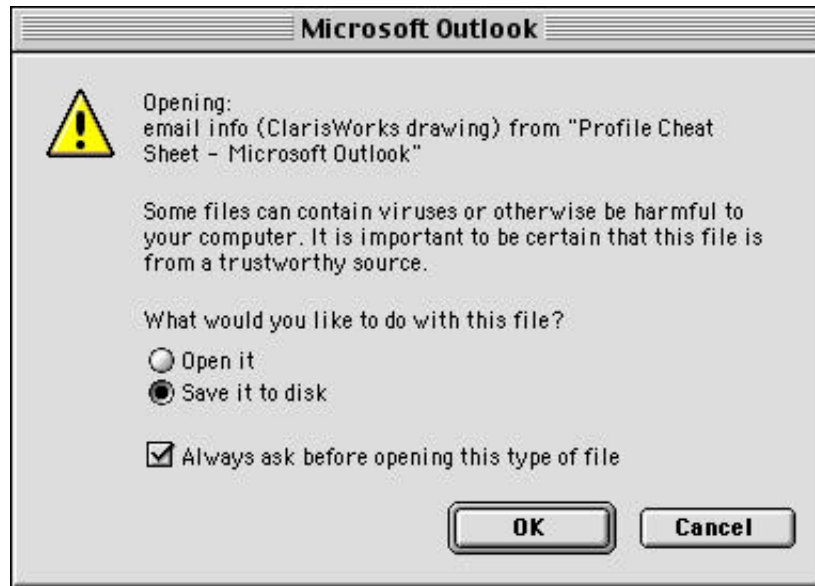 Microsoft Outlook
Opening:
email info (ClarisWorks drawing) from "Profile Cheat
Sheet - Microsoft Outlook"
Some files can contain viruses or otherwise be harmful to
your computer. It is important to be certain that this file is
from a trustworthy source.
What would you like to do with this file?
Open it
Save it to disk
Always ask before opening this type of file
OK Cancel